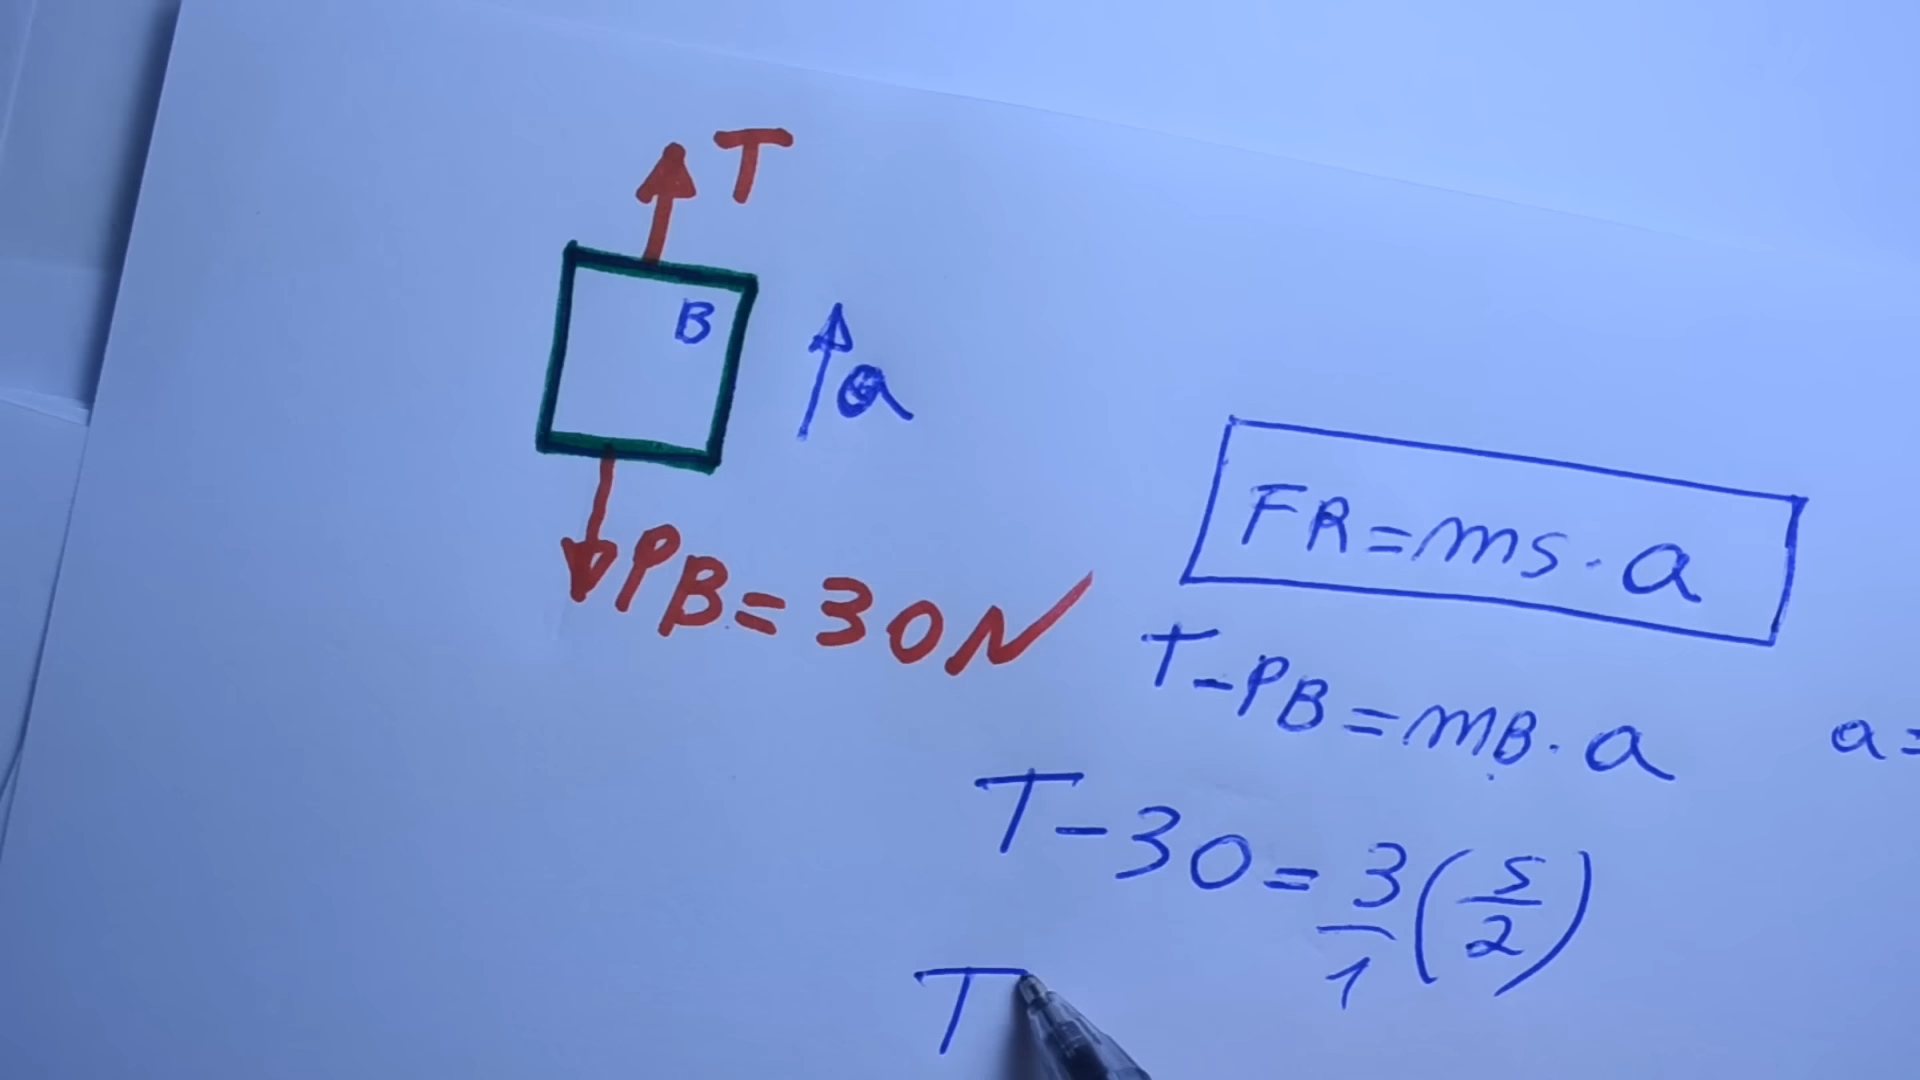 T
B
a
PB=30N
FR=ms.a
T-PB=mB.a
a=
T-30=3/1(5/2)
T